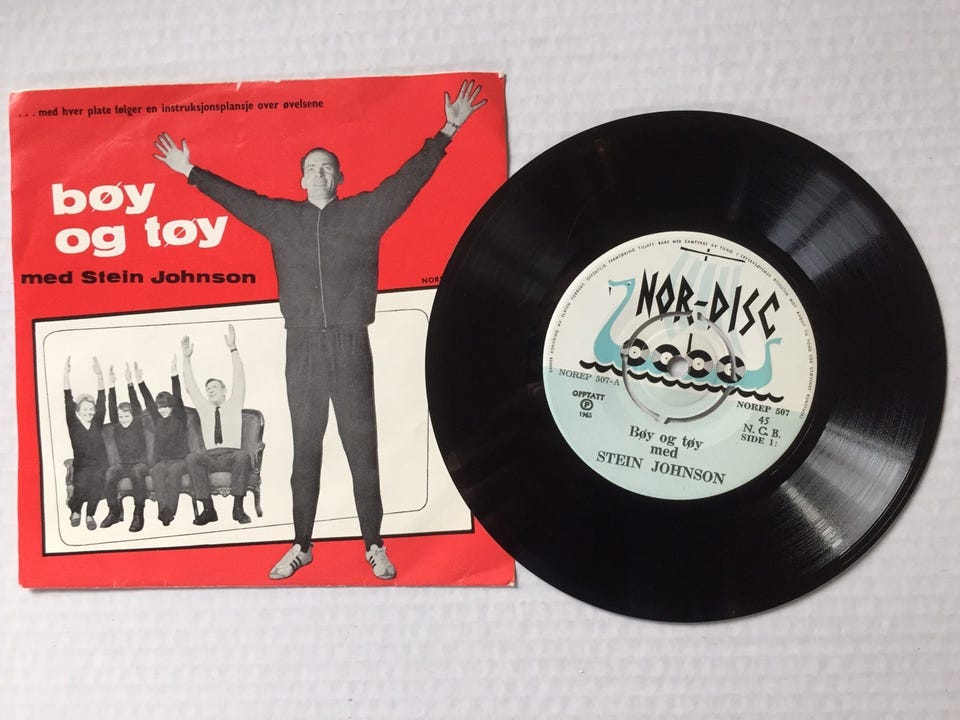 ...med hver plate følger en instruksjonsplansje over øvelsene
bøy
og tøy
med Stein Johnson
NOR-DISC
NOREP 507-A
OPPTATT
P
1965
NOREP 507
45
N. C. B.
SIDE 1:
Bøy og tøy
med
STEIN JOHNSON